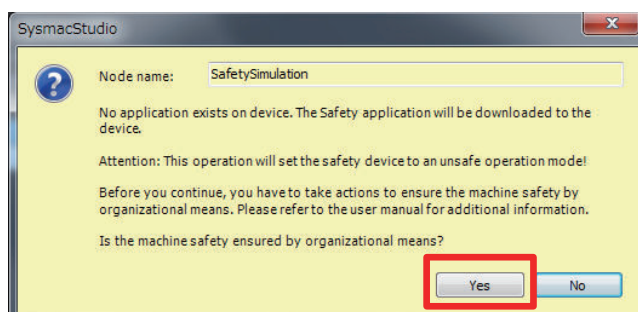 SysmacStudio
Node name: SafetySimulation
No application exists on device. The Safety application will be downloaded to the
device.
Attention: This operation will set the safety device to an unsafe operation mode!
Before you continue, you have to take actions to ensure the machine safety by
organizational means. Please refer to the user manual for additional information.
Is the machine safety ensured by organizational means?
Yes No